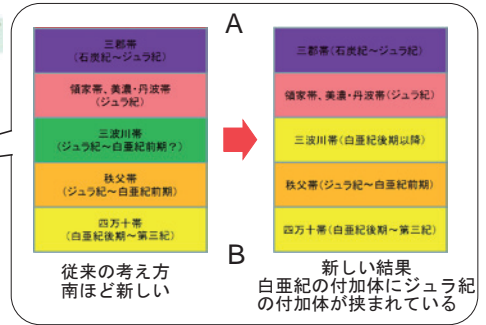 A
三郡帯
(石炭紀～ジュラ紀)
領家帯、美濃・丹波帯
(ジュラ紀)
三波川帯
(ジュラ紀～白亜紀前期？)
秩父帯
(ジュラ紀～白亜紀前期)
四万十帯
(白亜紀後期～第三紀)
従来の考え方
南ほど新しい
三郡帯(石炭紀～ジュラ紀)
領家帯、美濃・丹波帯(ジュラ紀)
三波川帯(白亜紀後期以降)
秩父帯(ジュラ紀～白亜紀前期)
四万十帯(白亜紀後期～第三紀)
B
新しい結果
白亜紀の付加体にジュラ紀
の付加体が挟まれている